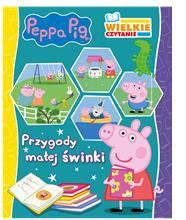 Peppa Pig
WIELKIE
CZYTANIE
Przygody
małej świnki